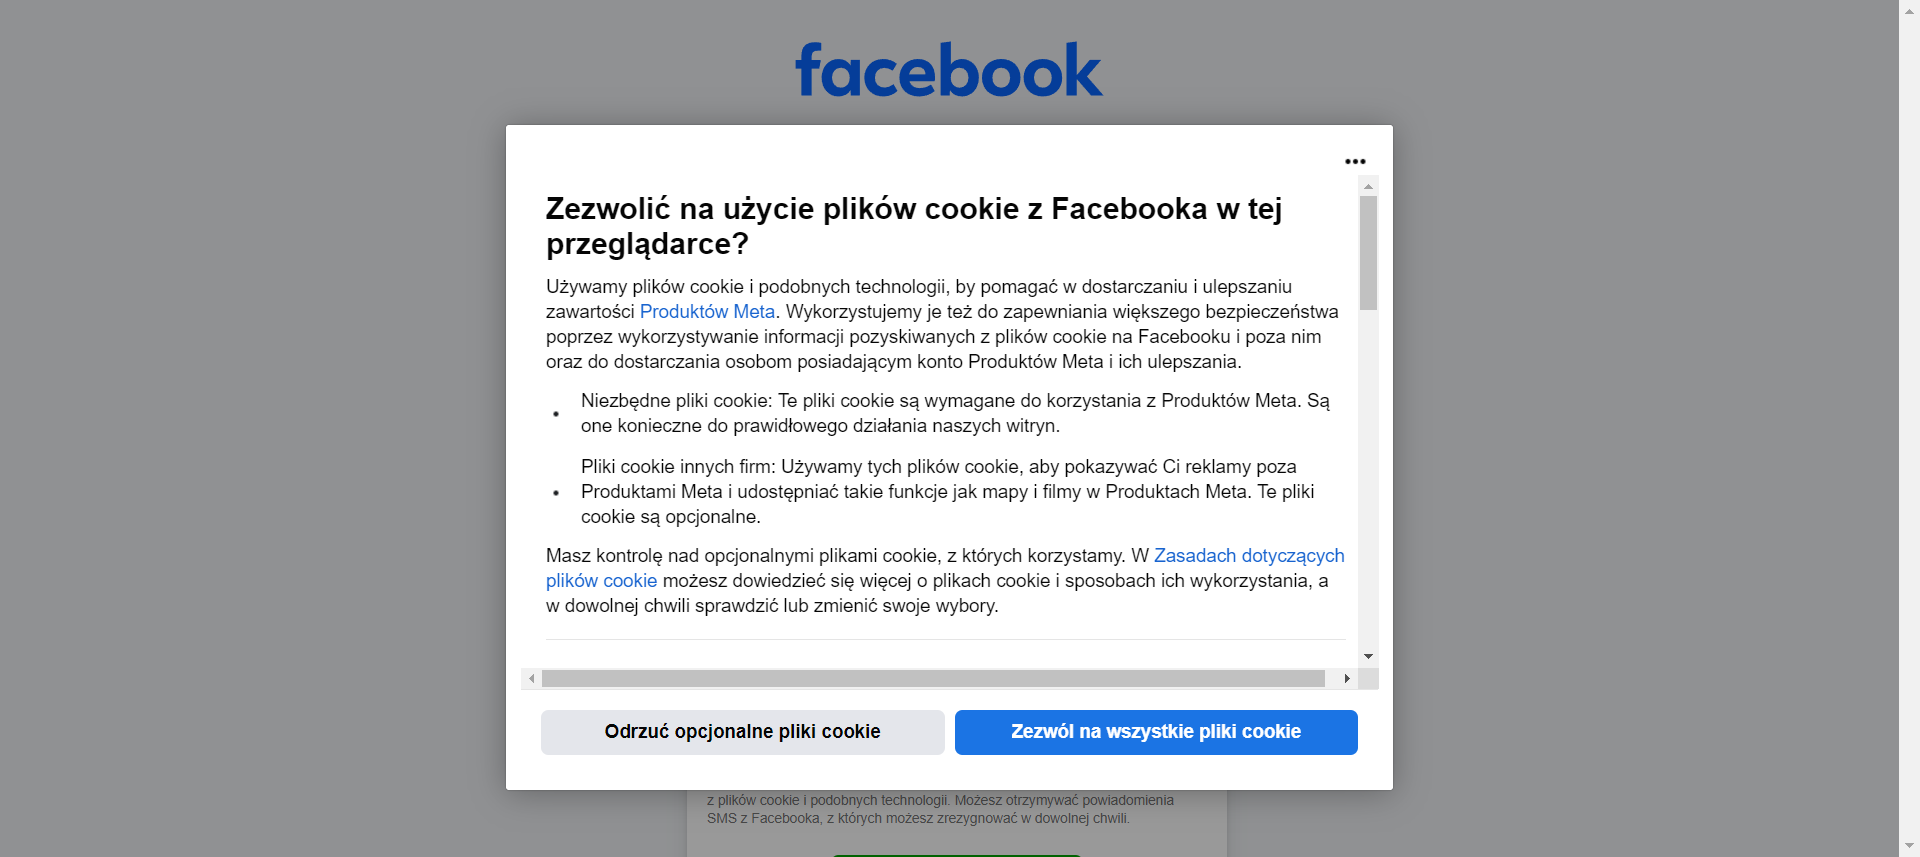 facebook
Zezwolić na użycie plików cookie z Facebooka w tej
przeglądarce?
Używamy plików cookie i podobnych technologii, by pomagać w dostarczaniu i ulepszaniu
zawartości Produktów Meta. Wykorzystujemy je też do zapewniania większego bezpieczeństwa
poprzez wykorzystywanie informacji pozyskiwanych z plików cookie na Facebooku i poza nim
oraz do dostarczania osobom posiadającym konto Produktów Meta i ich ulepszania.
Niezbędne pliki cookie: Te pliki cookie są wymagane do korzystania z Produktów Meta. Są
one konieczne do prawidłowego działania naszych witryn.
Pliki cookie innych firm: Używamy tych plików cookie, aby pokazywać Ci reklamy poza
Produktami Meta i udostępniać takie funkcje jak mapy i filmy w Produktach Meta. Te pliki
cookie są opcjonalne.
Masz kontrolę nad opcjonalnymi plikami cookie, z których korzystamy. W Zasadach dotyczących
plików cookie możesz dowiedzieć się więcej o plikach cookie i sposobach ich wykorzystania, a
w dowolnej chwili sprawdzić lub zmienić swoje wybory.
Odrzuć opcjonalne pliki cookie
Zezwól na wszystkie pliki cookie
z plików cookie i podobnych technologii. Możesz otrzymywać powiadomienia
SMS z Facebooka, z których możesz zrezygnować w dowolnej chwili.